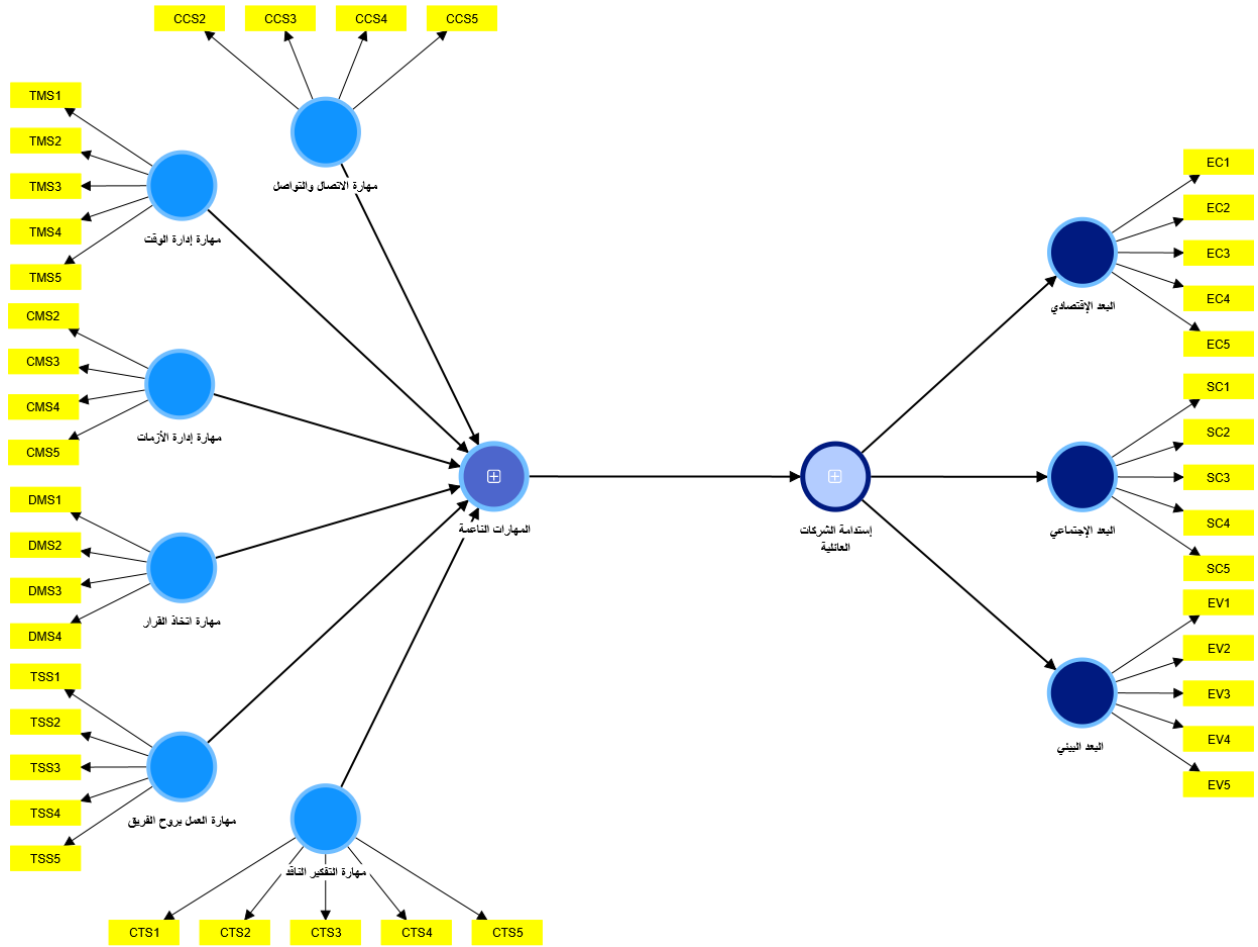 CCS2
CCS3
CCS4
CCS5
مهارة الاتصال والتواصل
TMS1
TMS2
TMS3
TMS4
TMS5
مهارة إدارة الوقت
CMS2
CMS3
CMS4
CMS5
مهارة إدارة الأزمات
DMS1
DMS2
DMS3
DMS4
مهارة اتخاذ القرار
TSS1
TSS2
TSS3
TSS4
TSS5
مهارة العمل بروح الفريق
مهارة التفكير الناقد
CTS1
CTS2
CTS3
CTS4
CTS5
المهارات الناعمة
إستدامة الشركات
العائلية
EC1
EC2
EC3
EC4
EC5
البعد الإقتصادي
SC1
SC2
SC3
SC4
SC5
البعد الإجتماعي
EV1
EV2
EV3
EV4
EV5
البعد البيئي